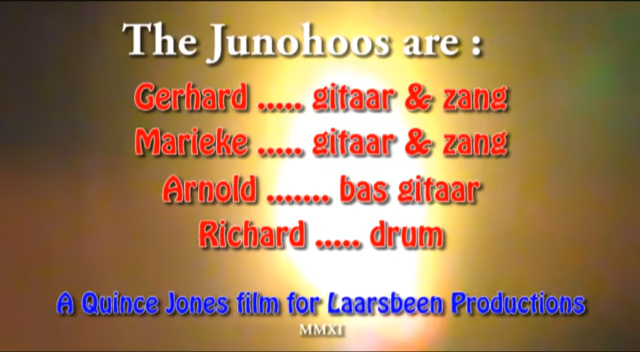 The Junohoos are :
Gerhard ..... gitaar & zang
Marieke ..... gitaar & zang
Arnold ....... bas gitaar
Richard ..... drum
A Quince Jones film for Laarsbeen Productions
MMXI